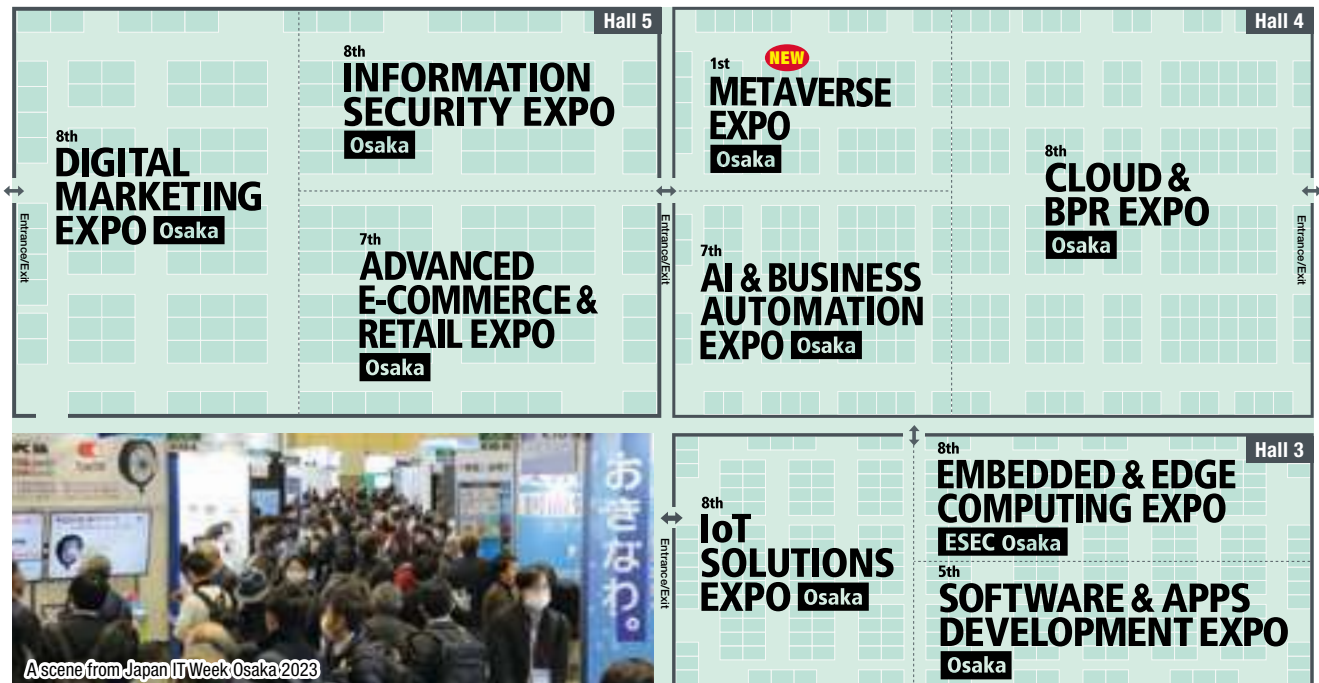 Hall 5
8th
DIGITAL
MARKETING
EXPO Osaka
8th
INFORMATION
SECURITY EXPO
Osaka
7th
ADVANCED
E-COMMERCE &
RETAIL EXPO
Osaka
Entrance/Exit
Entrance/Exit
Hall 4
1st NEW
METAVERSE
EXPO
Osaka
7th
AI & BUSINESS
AUTOMATION
EXPO Osaka
8th
CLOUD &
BPR EXPO
Osaka
Entrance/Exit
Hall 3
8th
IoT
SOLUTIONS
EXPO Osaka
Entrance/Exit
8th
EMBEDDED & EDGE
COMPUTING EXPO
ESEC Osaka
5th
SOFTWARE & APPS
DEVELOPMENT EXPO
Osaka
おきなわ。
A scene from Japan IT Week Osaka 2023